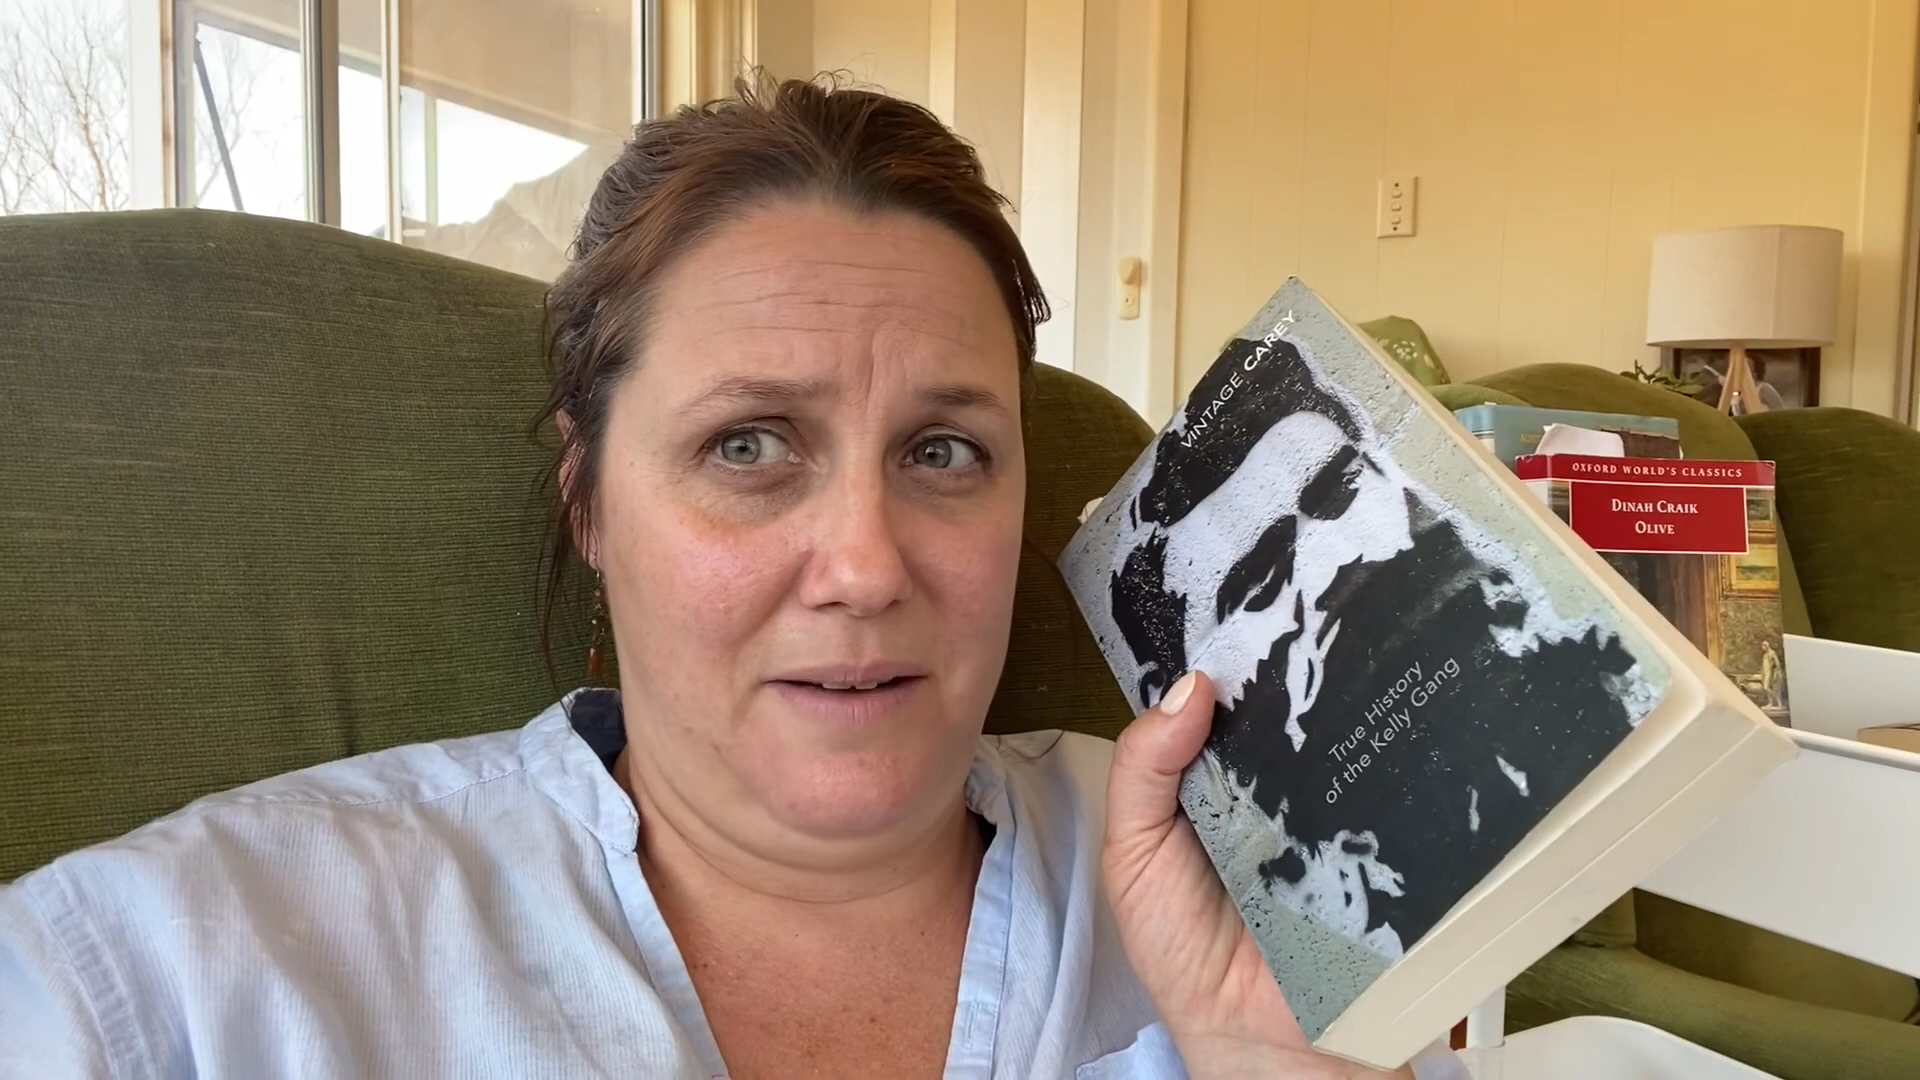 VINTAGE CAREY
True History
of the Kelly Gang
OXFORD WORLD'S CLASSICS
DINAH CRAIK
OLIVE